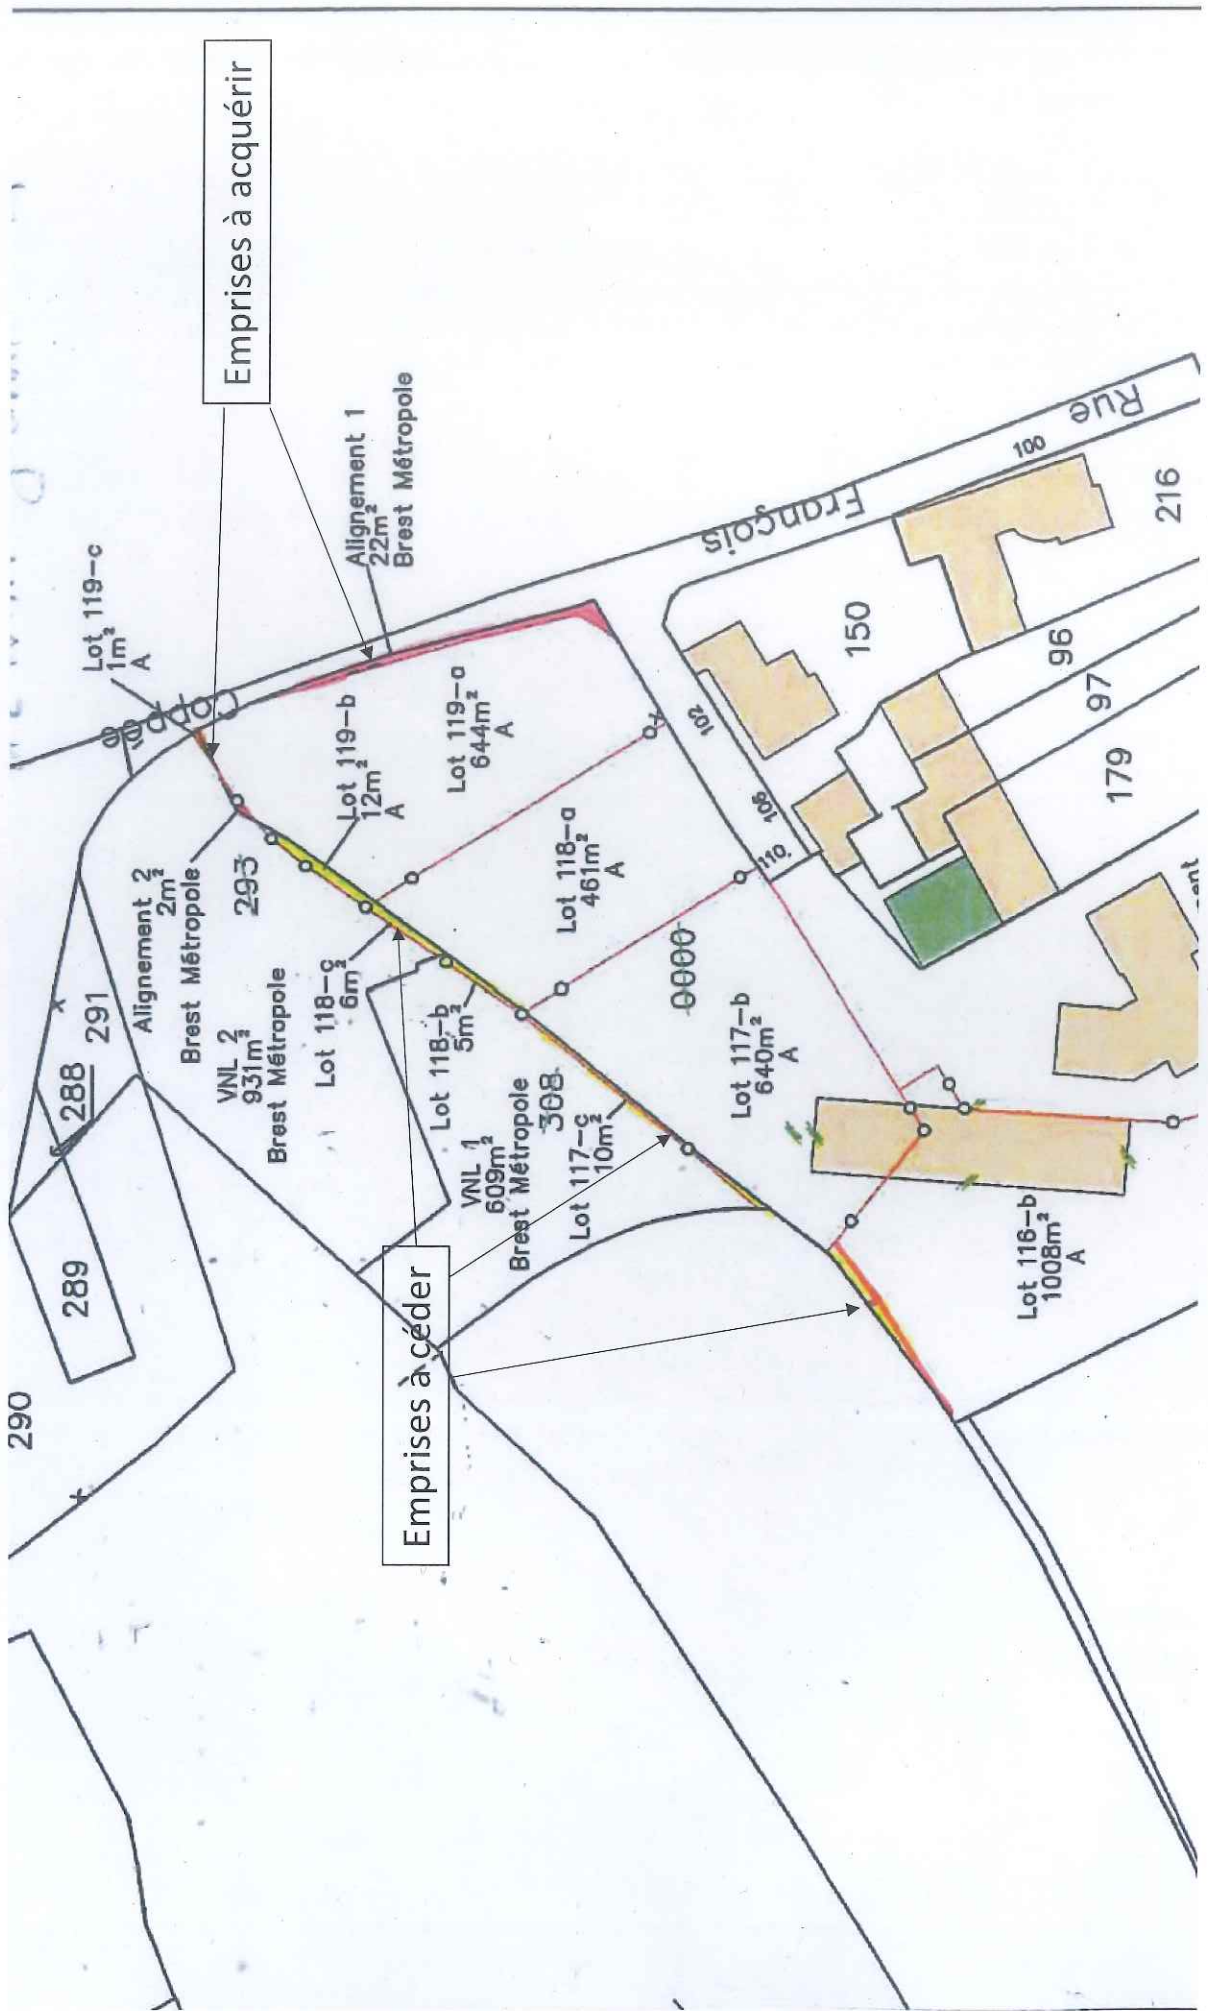 Emprises à acquérir
Lot 119-c
1m²
A
Alignement 1
22m²
Brest Métropole
Rue
François
Coppée
100
216
150
96
97
179
102
106
110
Lot 119-b
12m²
A
Lot 119-a
644m²
A
Alignement 2
2m²
Brest Métropole
293
VNL 2
931m²
Brest Métropole
Lot 118-c
6m²
Lot 118-b
5m²
Lot 118-a
461m²
A
0000
291
288
289
290
VNL 1
609m²
Brest Métropole
308
Lot 117-c
10m²
Lot 117-b
640m²
A
Emprises à céder
Lot 116-b
1008m²
A